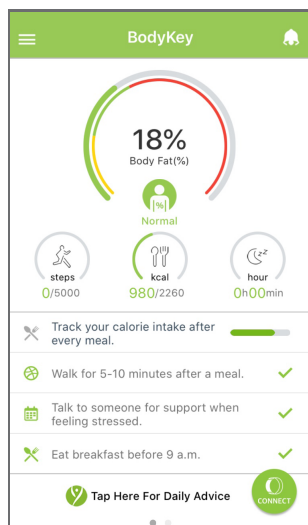 BodyKey
18%
Body Fat(%)
|%|
Normal
steps
kcal
hour
0/5000
980/2260
0h00min
Track your calorie intake after
every meal.
Walk for 5-10 minutes after a meal.
Talk to someone for support when
feeling stressed.
Eat breakfast before 9 a.m.
Tap Here For Daily Advice
CONNECT